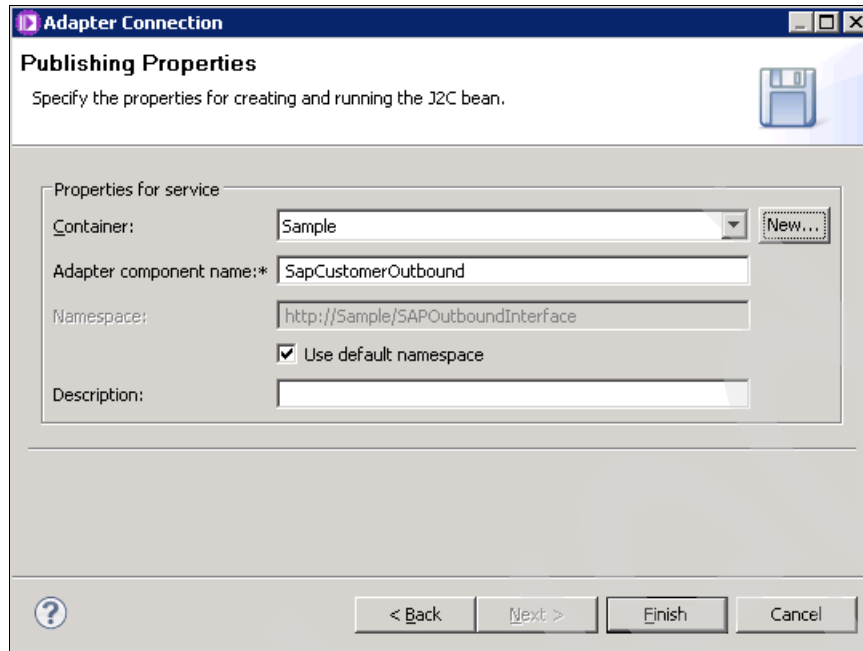 Adapter Connection
Publishing Properties
Specify the properties for creating and running the J2C bean.
Properties for service
Container: Sample New...
Adapter component name:* SapCustomerOutbound
Namespace: http://Sample/SAPOutboundInterface
Use default namespace
Description:
? < Back Next > Finish Cancel